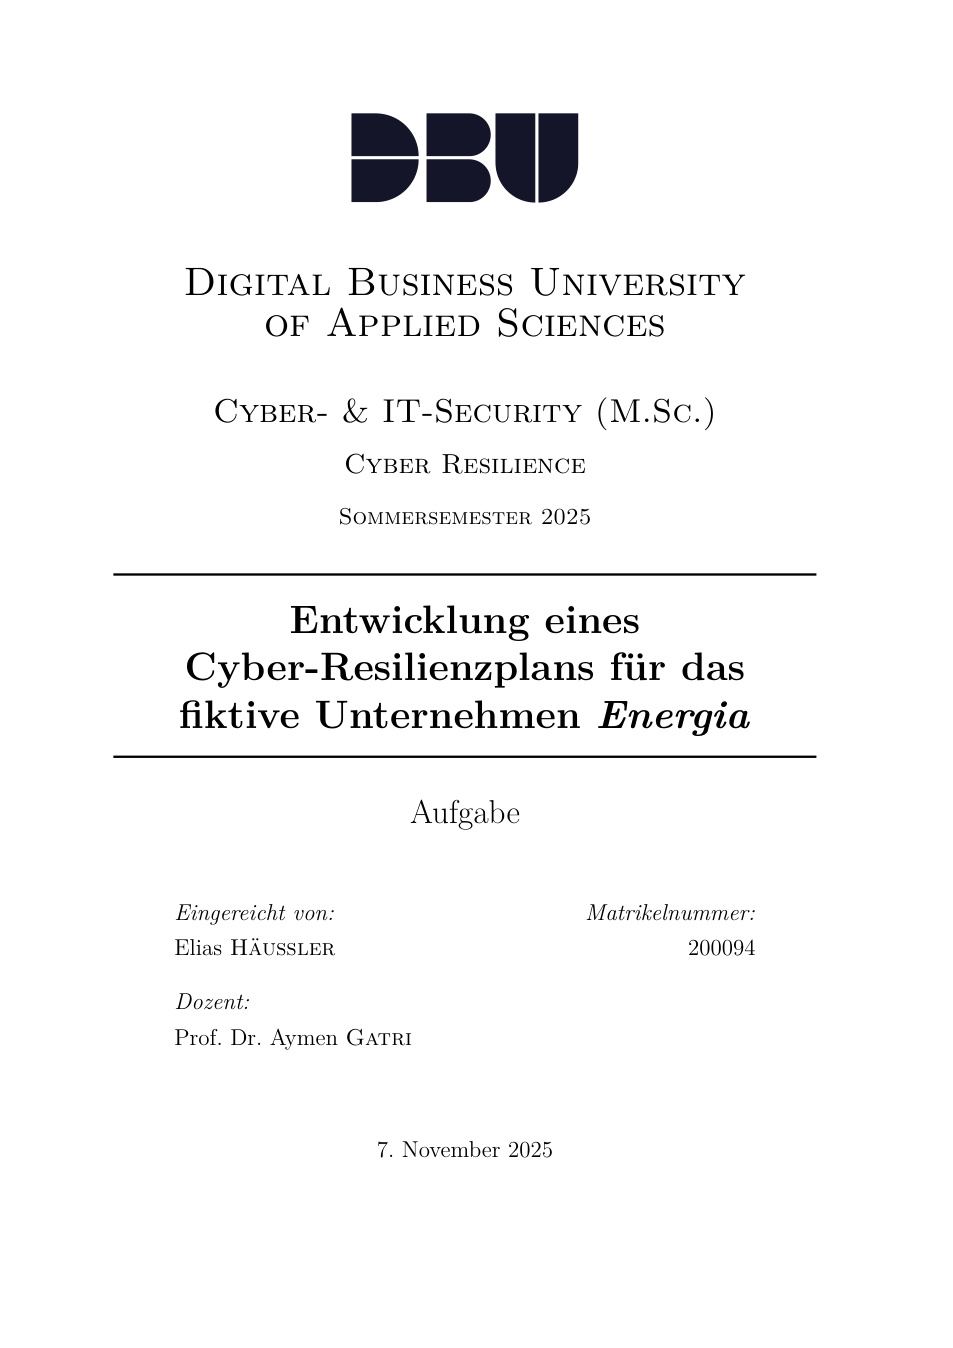 DBU
Digital Business University
of Applied Sciences
Cyber- & IT-Security (M.Sc.)
Cyber Resilience
Sommersemester 2025
Entwicklung eines
Cyber-Resilienzplans für das
fiktive Unternehmen Energia
Aufgabe
Eingereicht von: Matrikelnummer:
Elias Häussler 200094
Dozent:
Prof. Dr. Aymen Gatri
7. November 2025